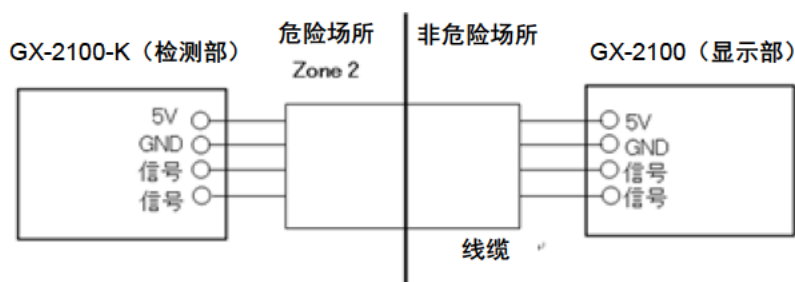 危险场所
非危险场所
GX-2100-K（检测部）
GX-2100（显示部）
Zone 2
5V
GND
信号
信号
5V
GND
信号
信号
线缆